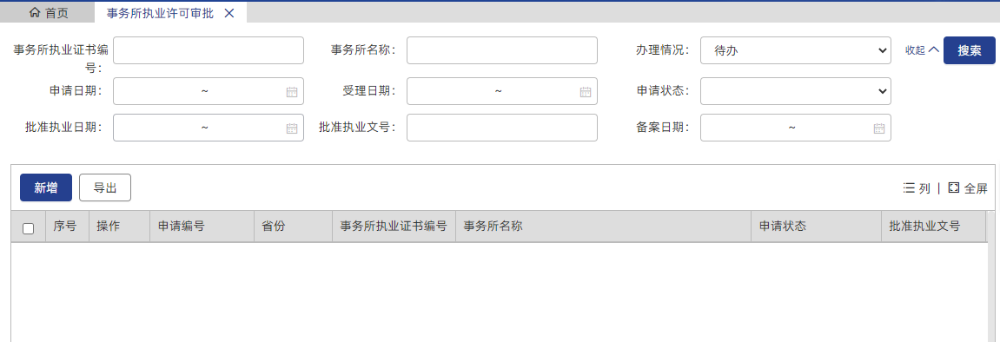 首页
事务所执业许可审批
事务所执业证书编号：
事务所名称：
办理情况：
待办
收起
搜索
申请日期：
~
受理日期：
~
申请状态：
批准执业日期：
~
批准执业文号：
备案日期：
~
新增
导出
列
全屏
序号
操作
申请编号
省份
事务所执业证书编号
事务所名称
申请状态
批准执业文号